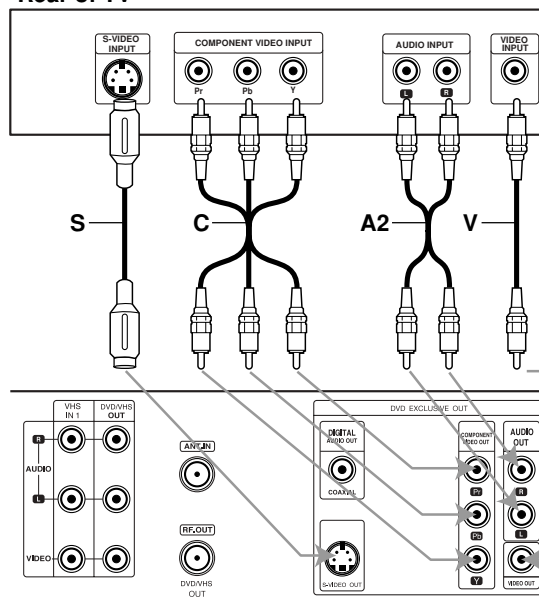 Rear of TV
S-VIDEO
INPUT
COMPONENT VIDEO INPUT
Pr Pb Y
AUDIO INPUT
L R
VIDEO
INPUT
S
C
A2
V
VHS
IN 1
DVD/VHS
OUT
R
AUDIO
L
VIDEO
ANT.IN
RF.OUT
DVD/VHS
OUT
DVD EXCLUSIVE OUT
DIGITAL
AUDIO OUT
COAXIAL
S-VIDEO OUT
COMPONENT
VIDEO OUT
Pr
Pb
Y
AUDIO
OUT
R
L
VIDEO OUT